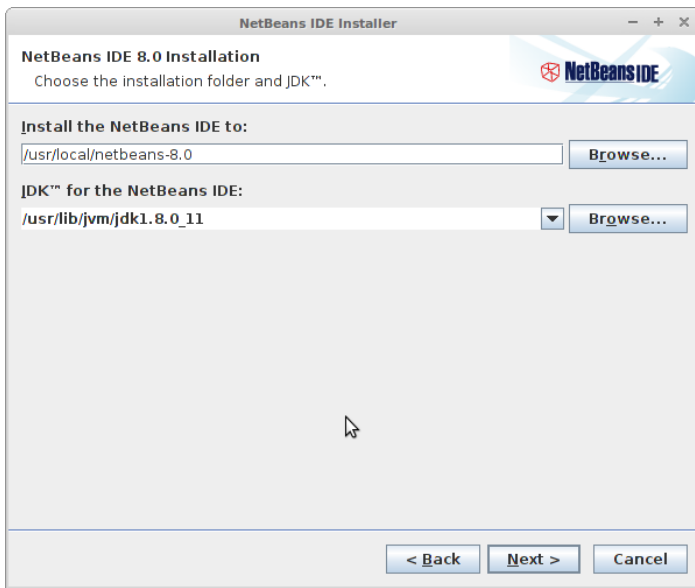 NetBeans IDE Installer
NetBeans IDE 8.0 Installation
Choose the installation folder and JDK™.
NetBeans IDE
Install the NetBeans IDE to:
/usr/local/netbeans-8.0
Browse...
JDK™ for the NetBeans IDE:
/usr/lib/jvm/jdk1.8.0_11
Browse...
< Back
Next >
Cancel